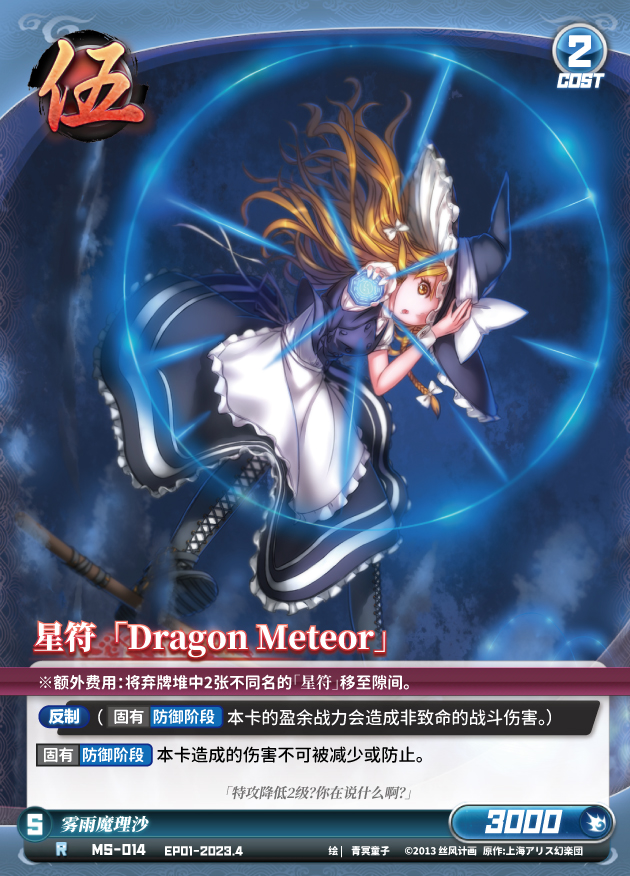 伍
2
COST
星符「Dragon Meteor」
※额外费用：将弃牌堆中2张不同名的「星符」移至隙间。
反制 （ 固有 防御阶段 本卡的盈余战力会造成非致命的战斗伤害。）
固有 防御阶段 本卡造成的伤害不可被减少或防止。
「特攻降低2级?你在说什么啊?」
S 雾雨魔理沙 3000
R MS-014 EP01-2023.4 绘| 青冥童子 ©2013 丝风计画 原作:上海アリス幻楽団